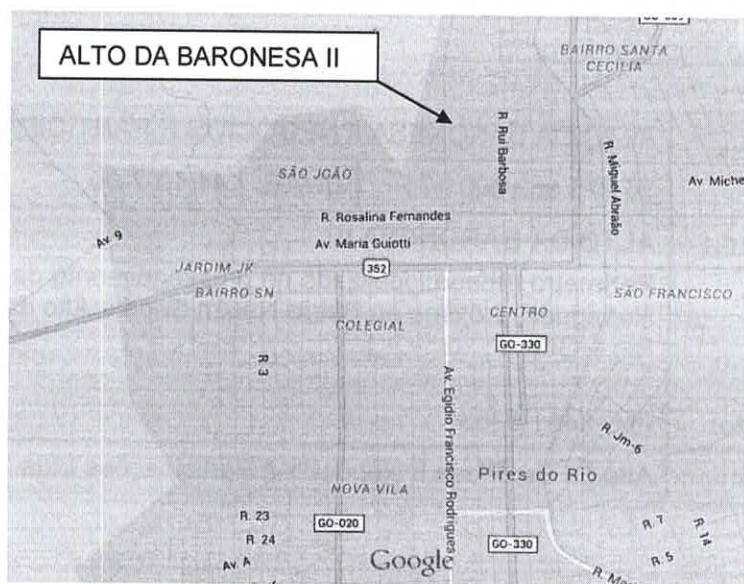 ALTO DA BARONESA II
BAIRRO SANTA
CECILIA
R. Rui Barbosa
R. Miguel Abraão
SÃO JOÃO
Av. Miche
R. Rosalina Fernandes
Av. 9
Av. Maria Guiotti
JARDIM JK
352
BAIRRO SN
SÃO FRANCISCO
CENTRO
COLEGIAL
GO-330
R. 3
Av. Egídio Francisco Rodrigues
R. Jm-6
Pires do Rio
NOVA VILA
R. 23
GO-020
R. 7
R. 14
R. 24
GO-330
Av. A
Google
R. 5